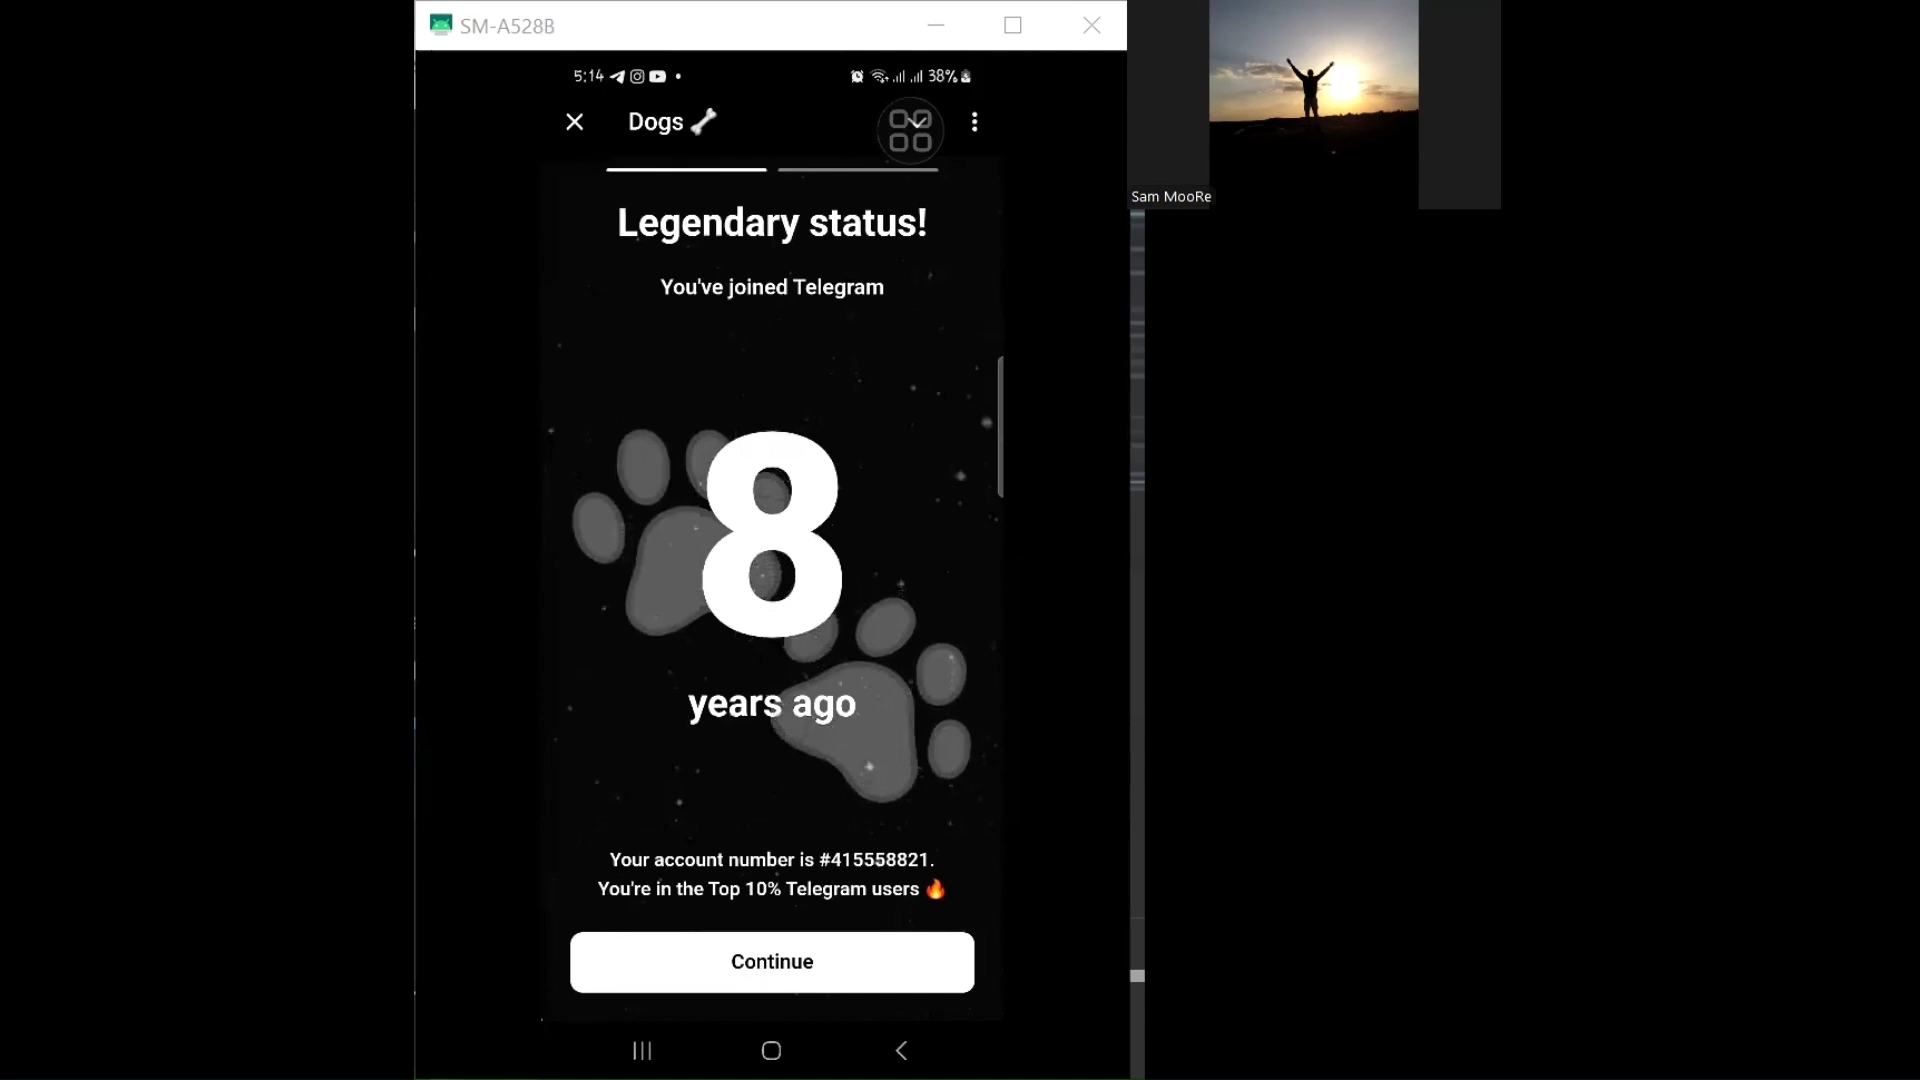 SM-A528B
5:14
38%
Dogs 🦴
Legendary status!
You've joined Telegram
8
years ago
Your account number is #415558821.
You're in the Top 10% Telegram users 🔥
Continue
Sam MooRe